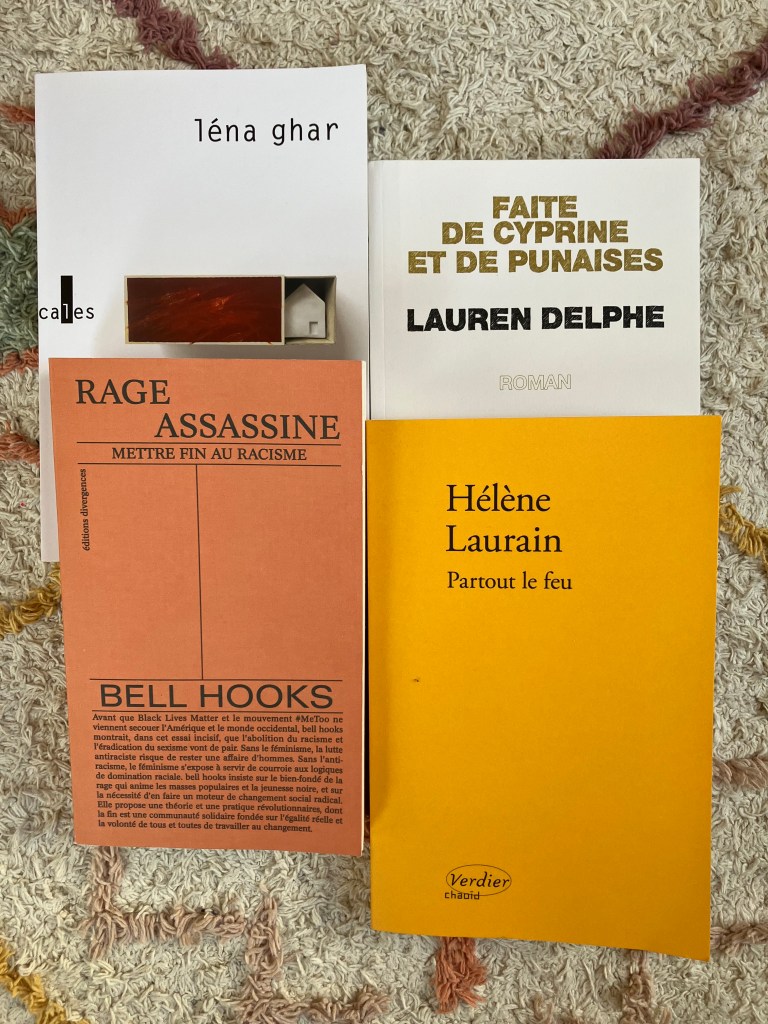 léna ghar
cales
FAITE
DE CYPRINE
ET DE PUNAISES
LAUREN DELPHE
ROMAN
RAGE
ASSASSINE
METTRE FIN AU RACISME
éditions divergences
BELL HOOKS
Avant que Black Lives Matter et le mouvement #MeToo ne
viennent secouer l'Amérique et le monde occidental, bell hooks
montrait, dans cet essai incisif, que l'abolition du racisme et
l'éradication du sexisme vont de pair. Sans le féminisme, la lutte
antiraciste risque de rester une affaire d'hommes. Sans l'anti-
racisme, le féminisme s'expose à servir de courroie aux logiques
de domination raciale. bell hooks insiste sur le bien-fondé de la
rage qui anime les masses populaires et la jeunesse noire, et sur
la nécessité d'en faire un moteur de changement social radical.
Elle propose une théorie et une pratique révolutionnaires, dont
la fin est une communauté solidaire fondée sur l'égalité réelle et
la volonté de tous et toutes de travailler au changement.
Hélène
Laurain
Partout le feu
Verdier
chaoid